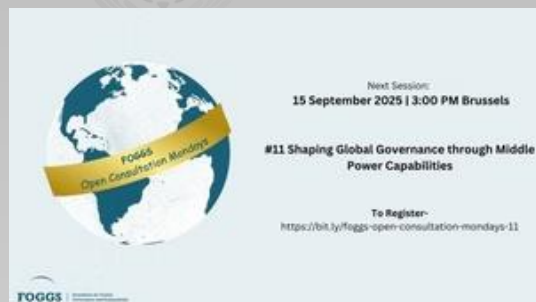 FOGGS
Open Consultation Mondays
Next Session:
15 September 2025 | 3:00 PM Brussels
#11 Shaping Global Governance through Middle
Power Capabilities
To Register-
https://bit.ly/foggs-open-consultation-mondays-11
FOGGS